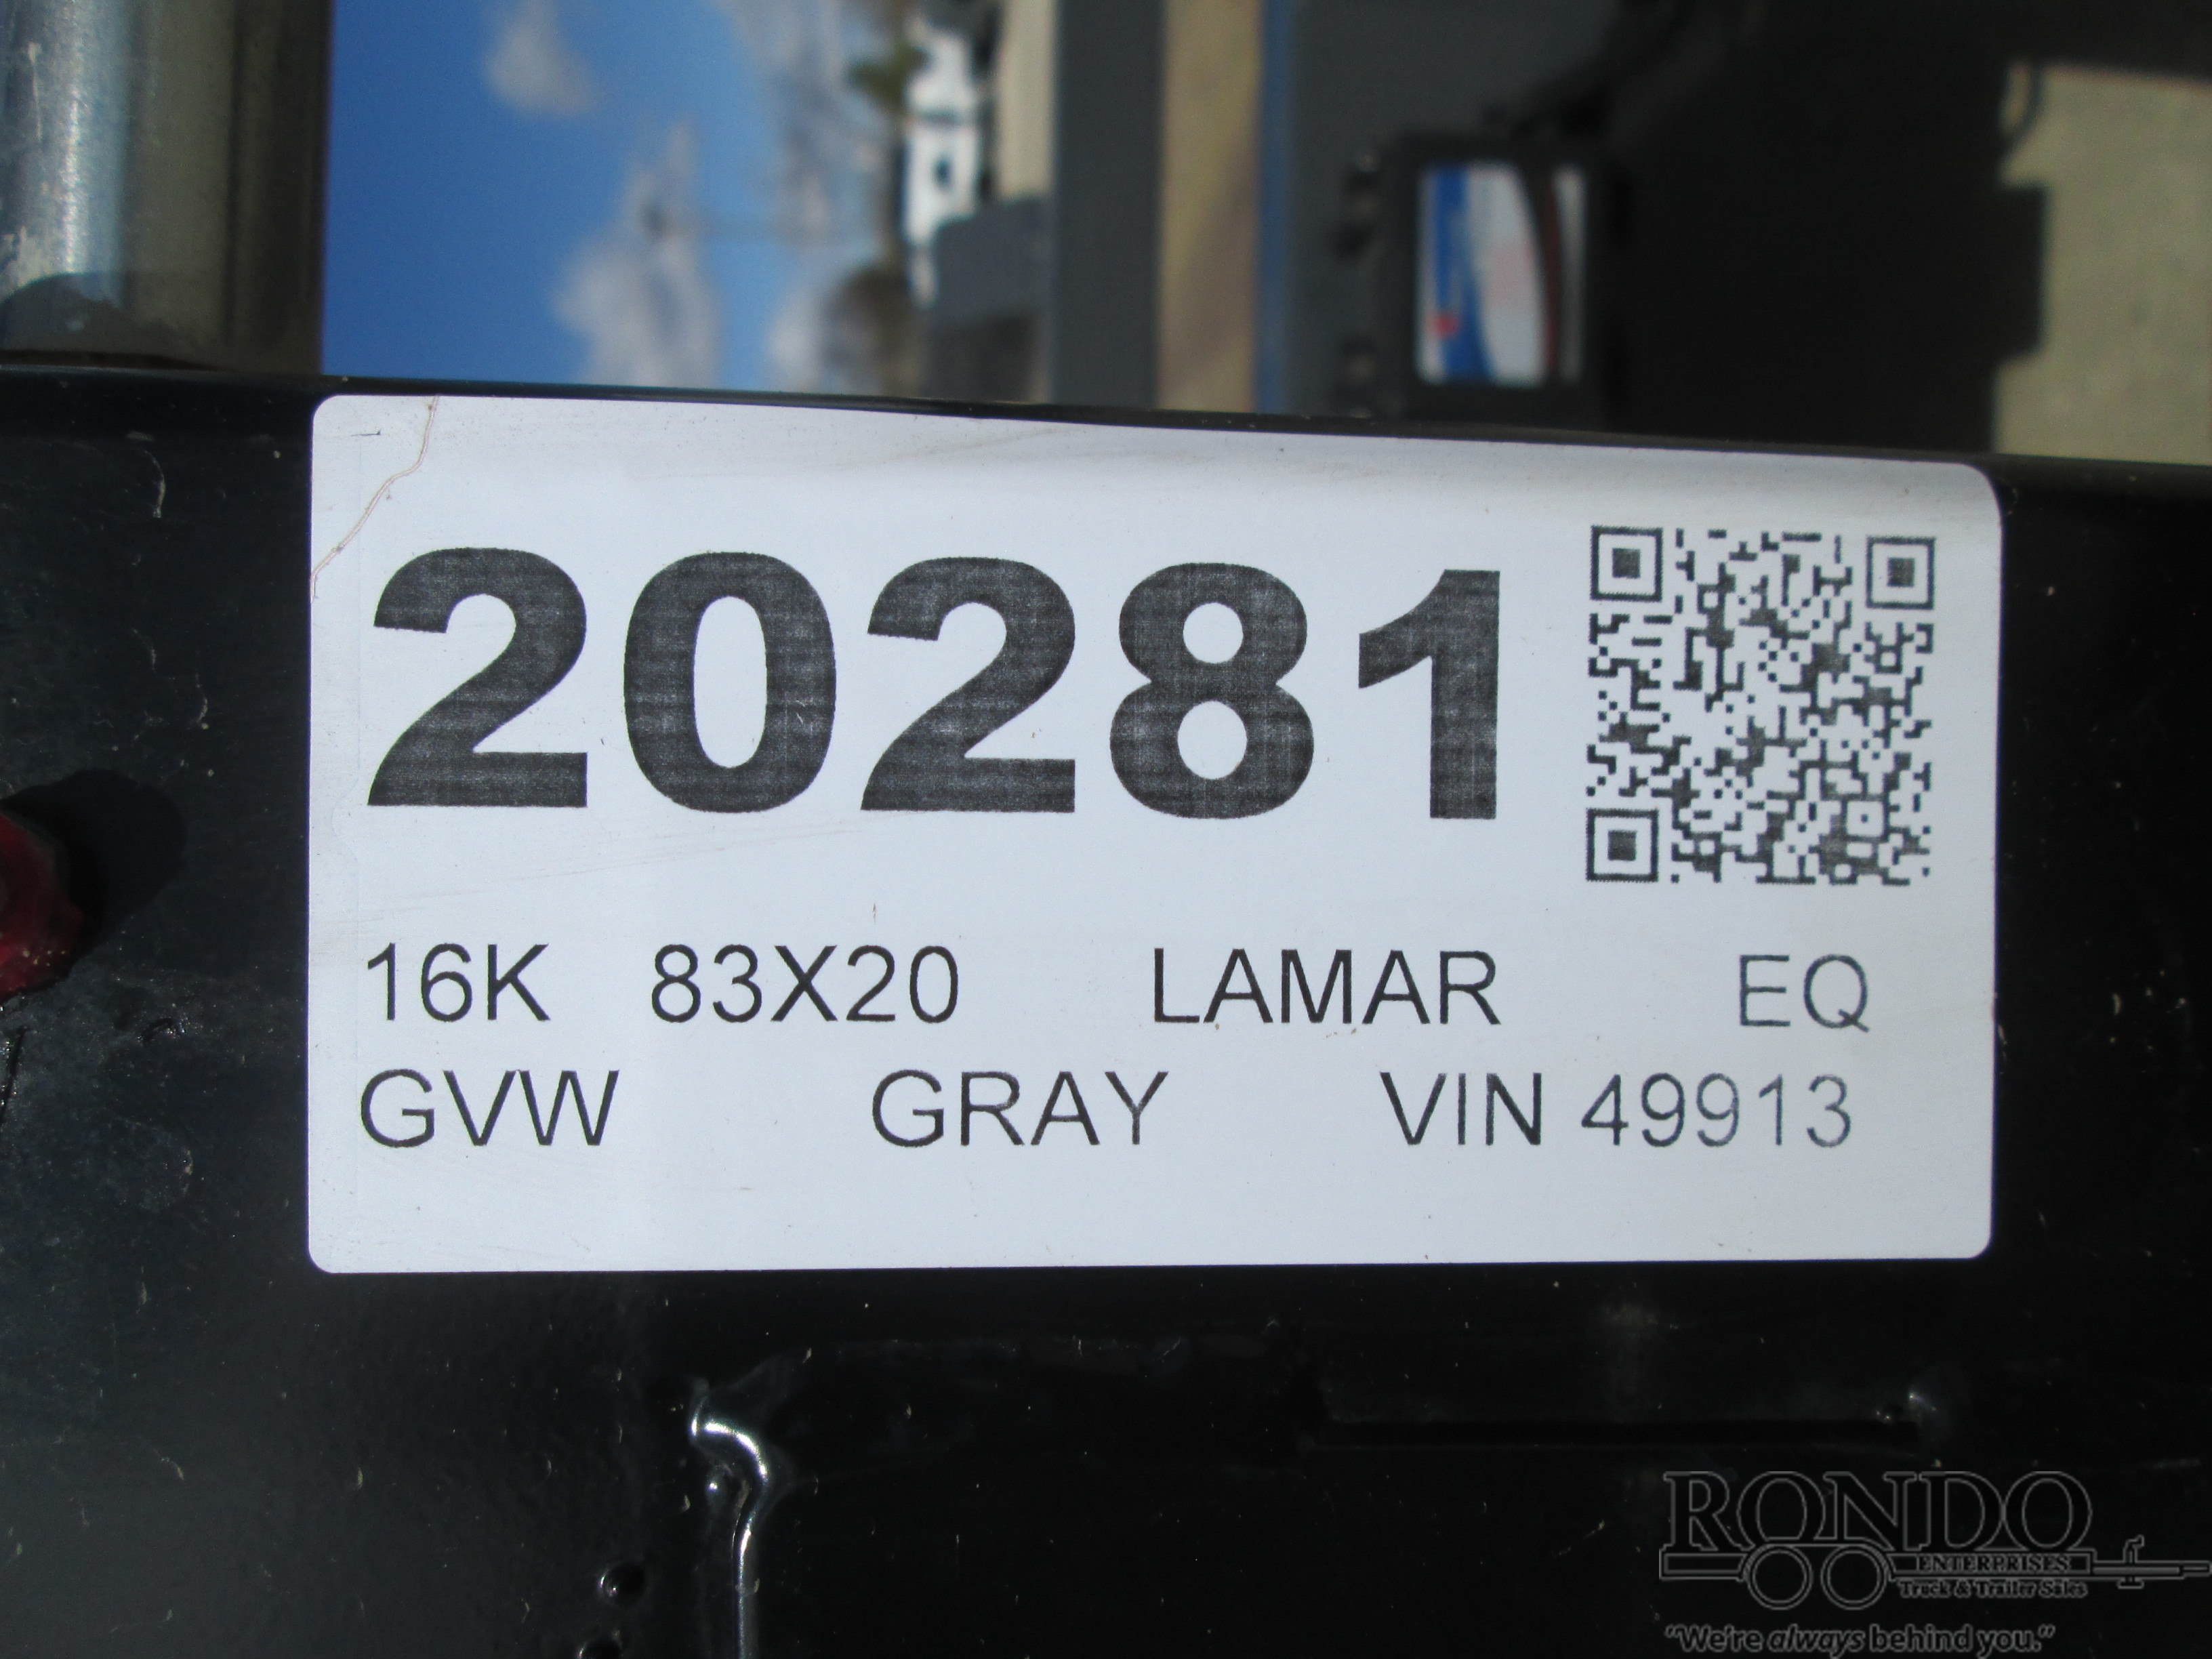 20281
16K 83X20 LAMAR EQ
GVW GRAY VIN 49913
RONDO
ENTERPRISES
Truck & Trailer Sales
"We're always behind you."